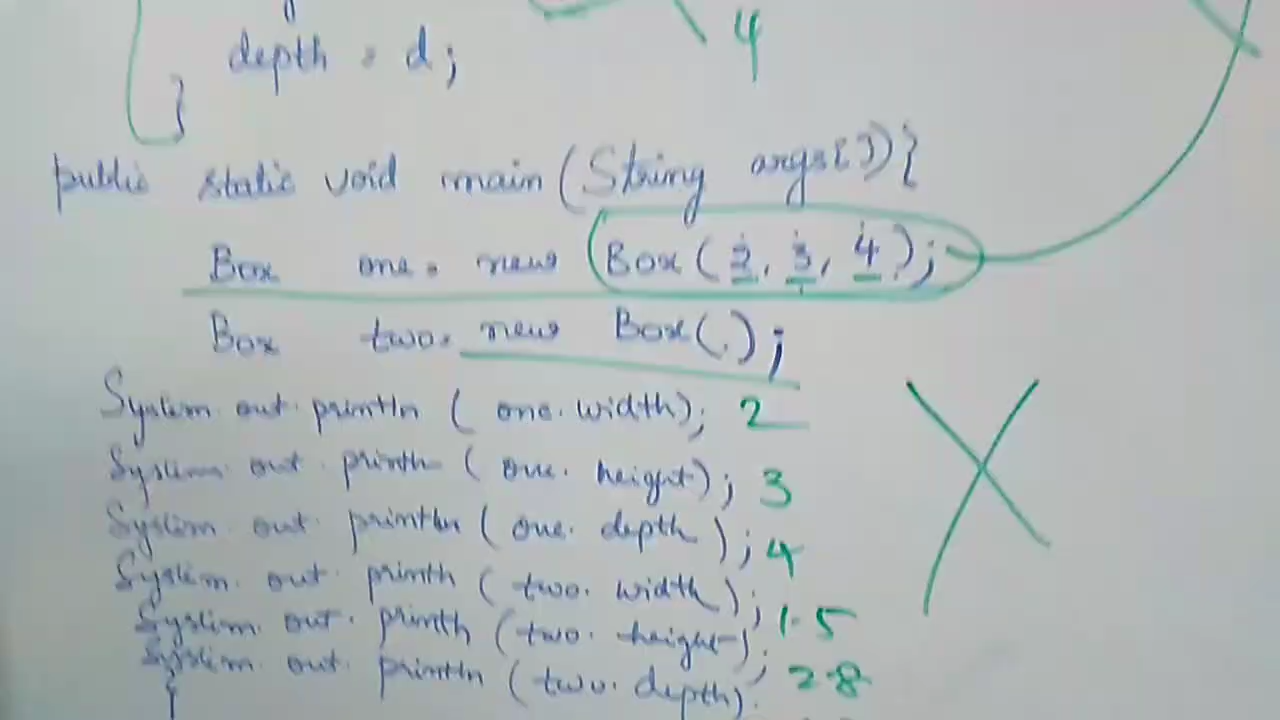 depth = d;
4
}
public static void main(String args[]){
Box one = new Box(2, 3, 4);
Box two = new Box();
System.out.println(one.width); 2
System.out.println(one.height); 3
System.out.println(one.depth); 4
System.out.println(two.width); 1.5
System.out.println(two.height); 2.8
System.out.println(two.depth);
}